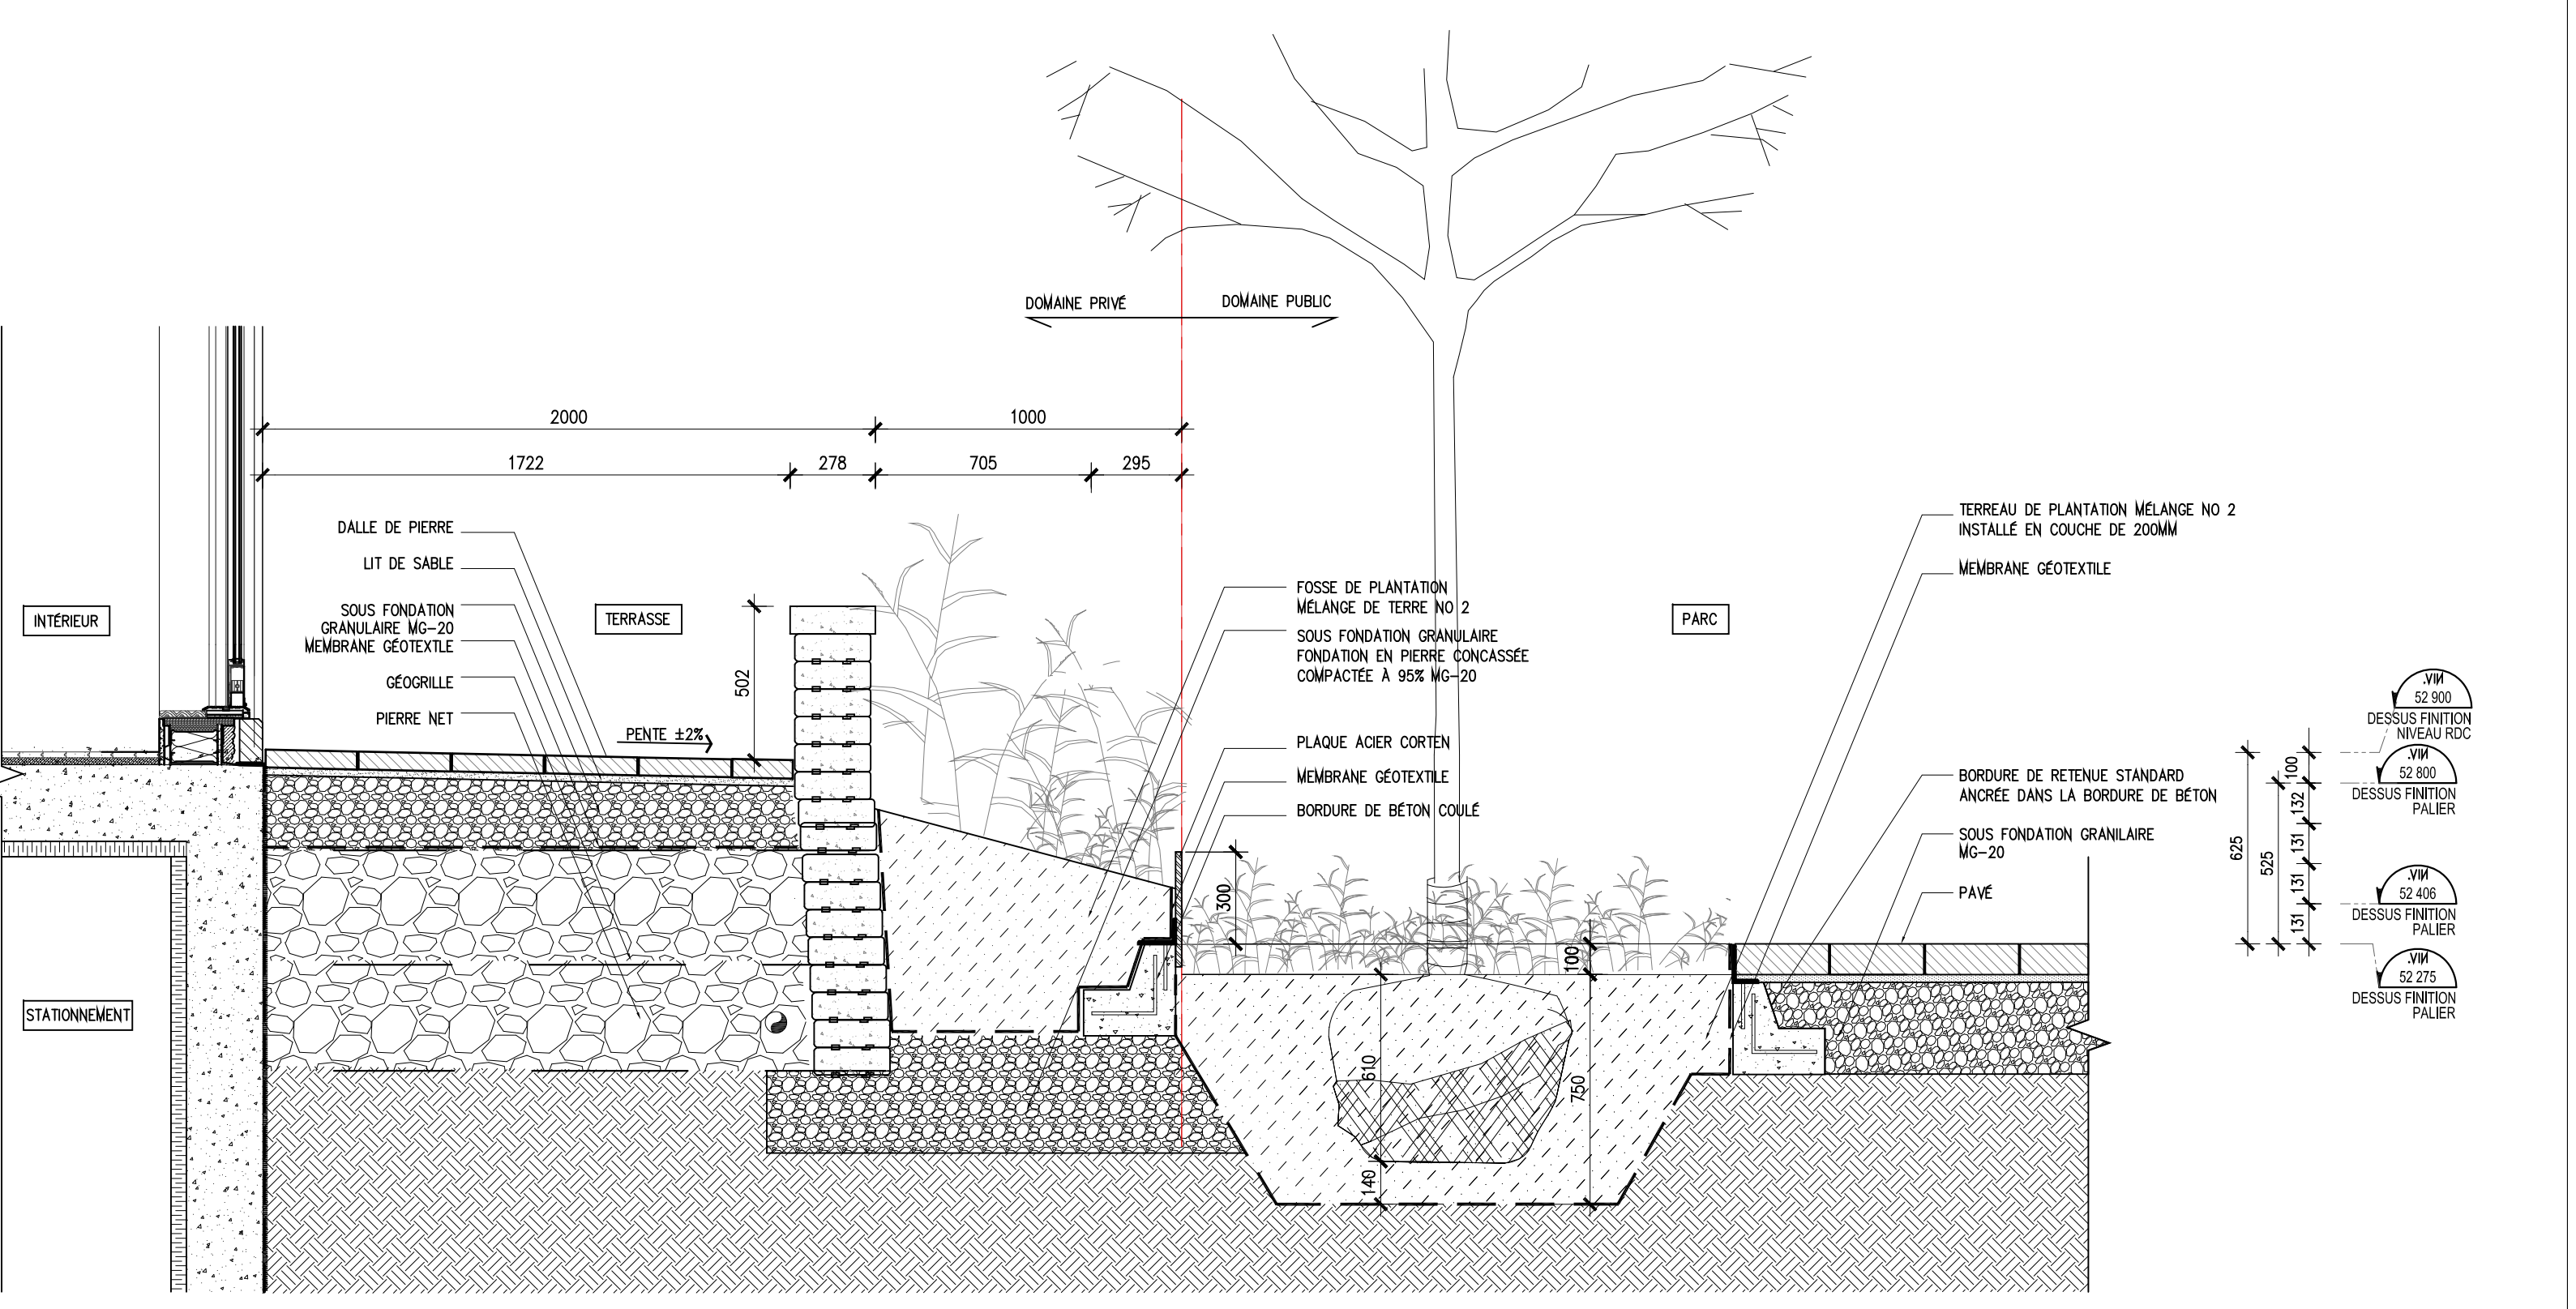 DOMAINE PRIVÉ
DOMAINE PUBLIC
2000
1000
1722
278
705
295
DALLE DE PIERRE
LIT DE SABLE
SOUS FONDATION
GRANULAIRE MG-20
MEMBRANE GÉOTEXTLE
GÉOGRILLE
PIERRE NET
INTÉRIEUR
TERRASSE
502
PENTE ±2%
STATIONNEMENT
FOSSE DE PLANTATION
MÉLANGE DE TERRE NO 2
SOUS FONDATION GRANULAIRE
FONDATION EN PIERRE CONCASSÉE
COMPACTÉE À 95% MG-20
PLAQUE ACIER CORTEN
MEMBRANE GÉOTEXTILE
BORDURE DE BÉTON COULÉ
300
100
610
750
140
PARC
TERREAU DE PLANTATION MÉLANGE NO 2
INSTALLÉ EN COUCHE DE 200MM
MEMBRANE GÉOTEXTILE
BORDURE DE RETENUE STANDARD
ANCRÉE DANS LA BORDURE DE BÉTON
SOUS FONDATION GRANILAIRE
MG-20
PAVÉ
625
525
100
132
131
131
131
NIV.
52 900
DESSUS FINITION
NIVEAU RDC
NIV.
52 800
DESSUS FINITION
PALIER
NIV.
52 406
DESSUS FINITION
PALIER
NIV.
52 275
DESSUS FINITION
PALIER